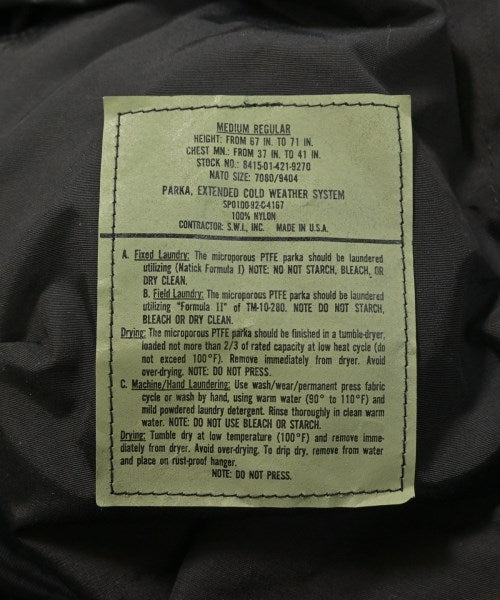 MEDIUM REGULAR
HEIGHT: FROM 67 IN. TO 71 IN.
CHEST MN.: FROM 37 IN. TO 41 IN.
STOCK NO.: 8415-01-421-9270
NATO SIZE: 7080/9404
PARKA, EXTENDED COLD WEATHER SYSTEM
SPO100-92-C-4167
100% NYLON
CONTRACTOR: S.W.I., INC. MADE IN U.S.A.
A. Fixed Laundry: The microporous PTFE parka should be laundered
utilizing (Natick Formula I) NOTE: NO NOT STARCH, BLEACH, OR
DRY CLEAN.
B. Field Laundry: The microporous PTFE parka should be laundered
utilizing "Formula II" of TM-10-280. NOTE DO NOT STARCH,
BLEACH OR DRY CLEAN.
Drying: The microporous PTFE parka should be finished in a tumble-dryer,
loaded not more than 2/3 of rated capacity at low heat cycle (do
not exceed 100°F). Remove immediately from dryer. Avoid
over-drying. NOTE: DO NOT PRESS.
C. Machine/Hand Laundering: Use wash/wear/permanent press fabric
cycle or wash by hand, using warm water (90° to 110°F) and
mild powdered laundry detergent. Rinse thoroughly in clean warm
water. NOTE: DO NOT USE BLEACH OR STARCH.
Drying: Tumble dry at low temperature (100°F) and remove imme-
diately from dryer. Avoid over-drying. To drip dry, remove from water
and place on rust-proof hanger.
NOTE: DO NOT PRESS.